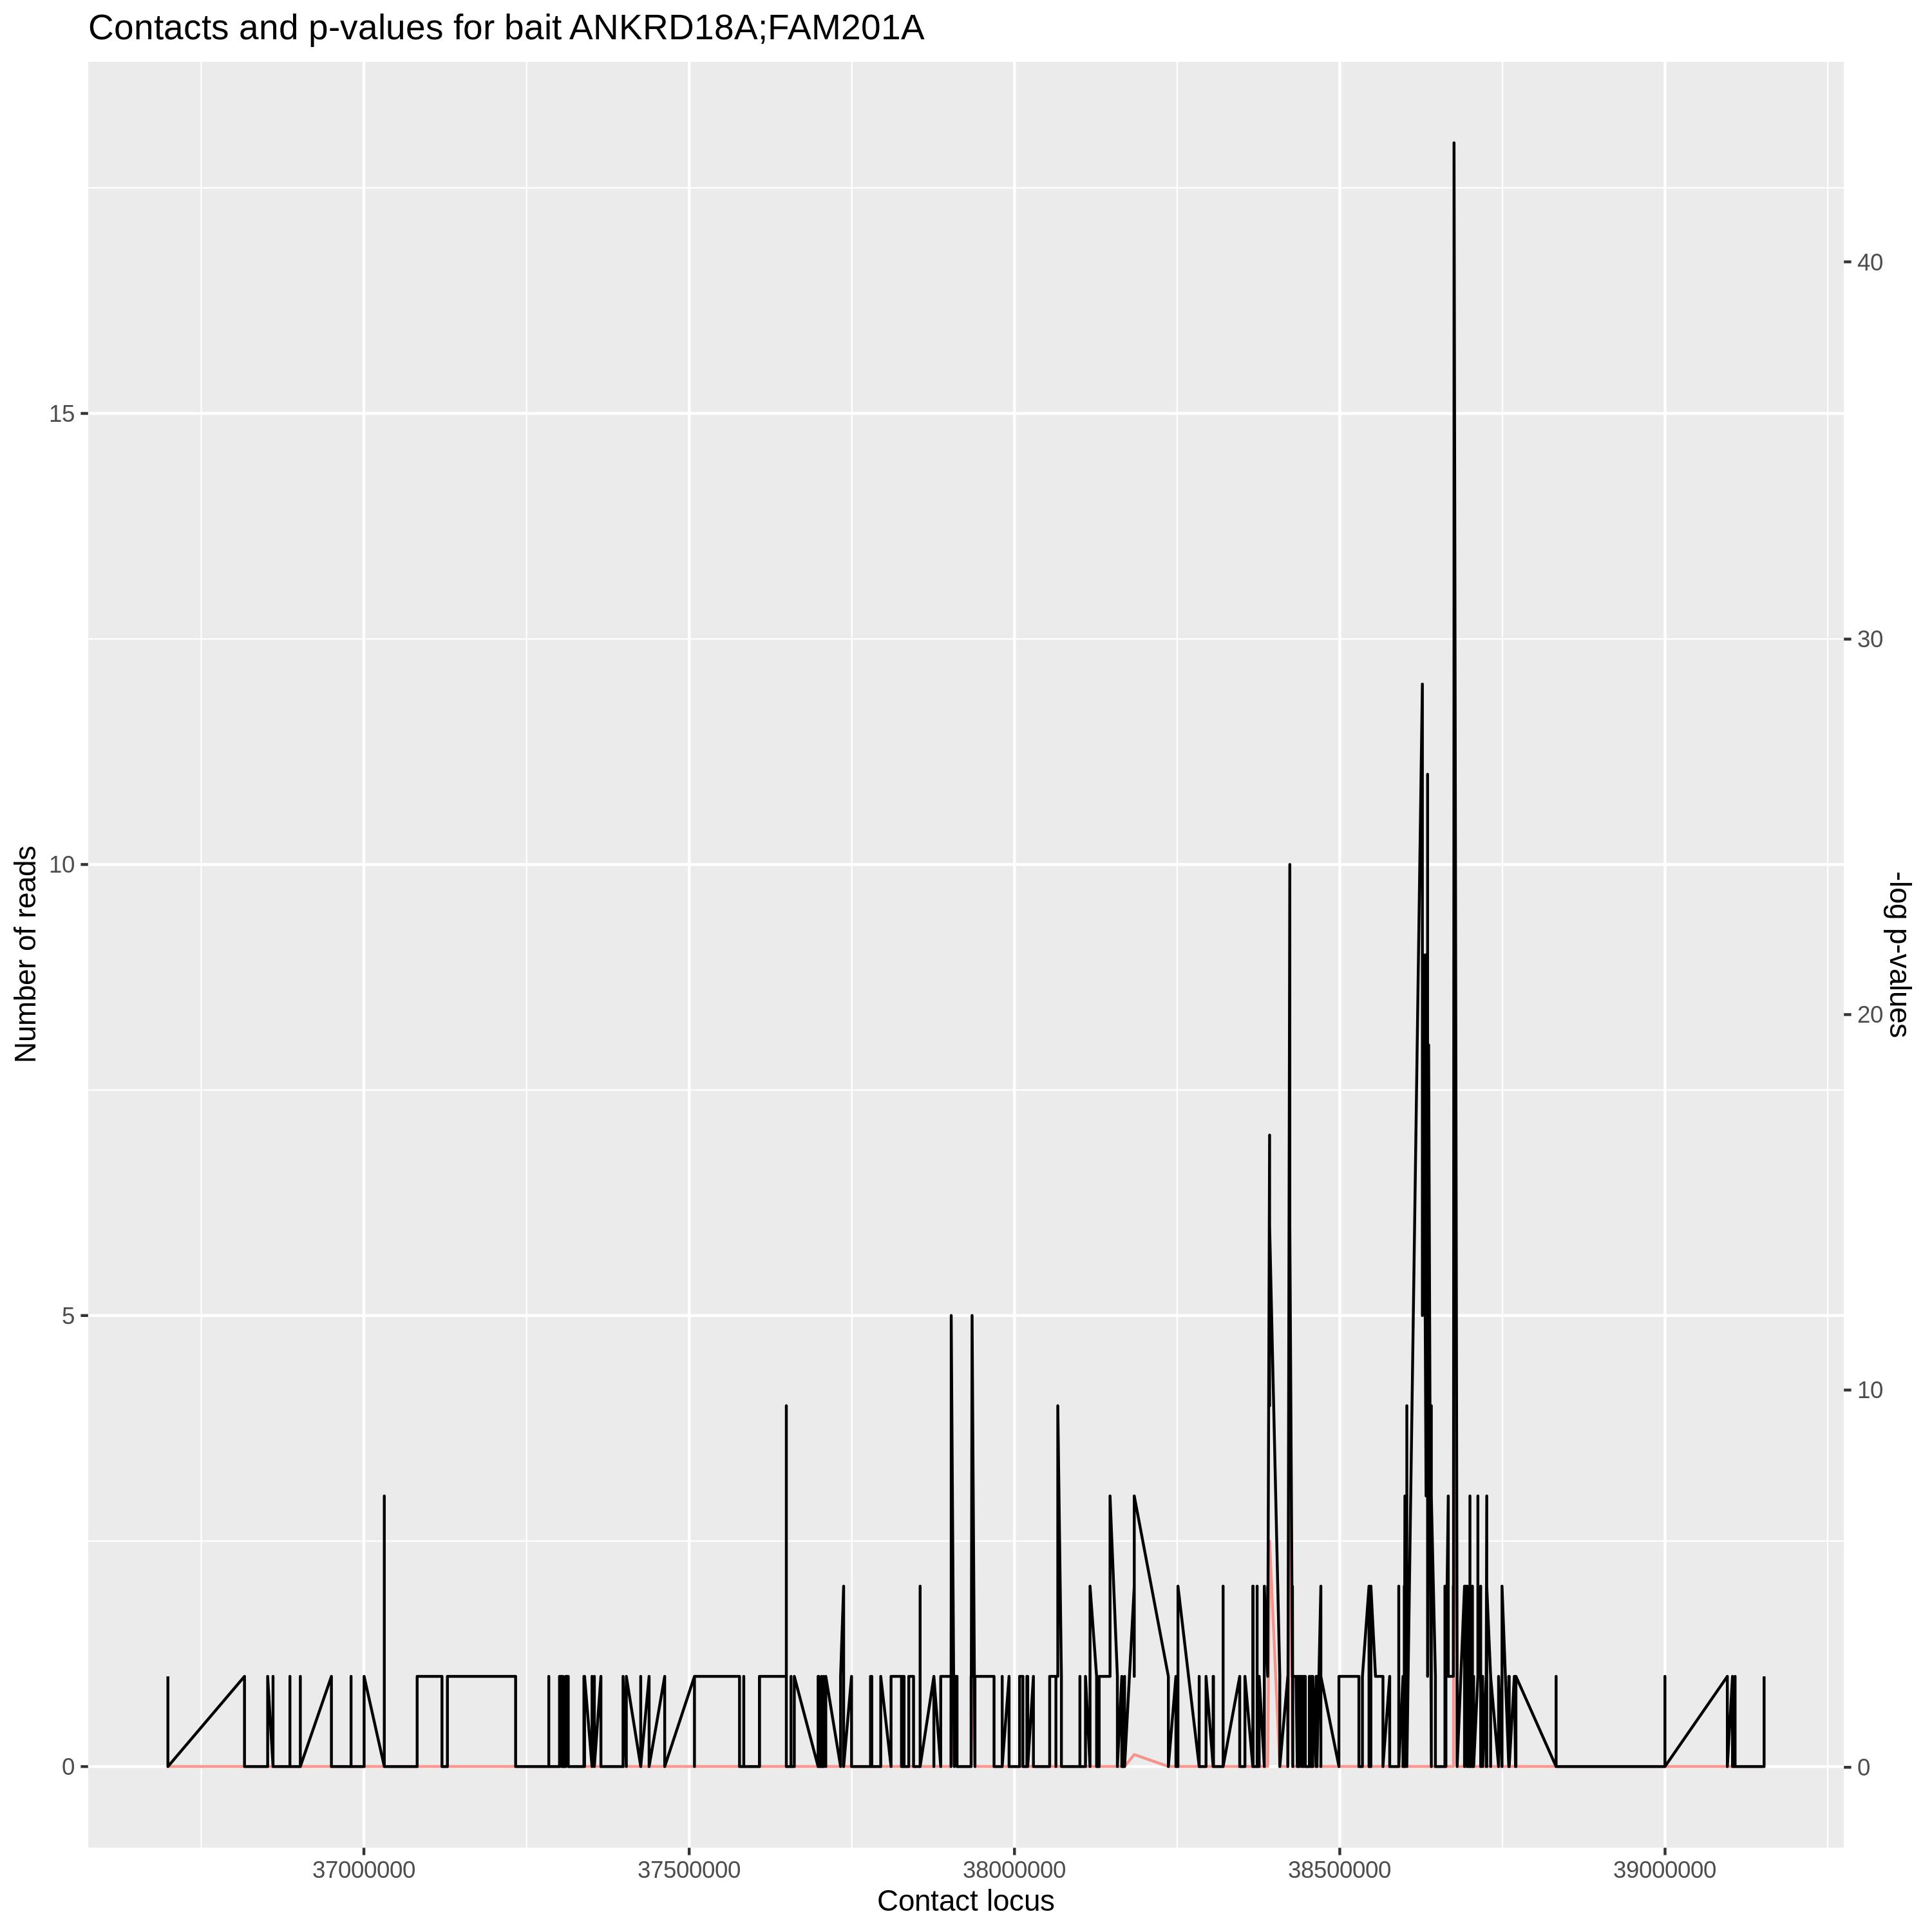 Contacts and p-values for bait ANKRD18A;FAM201A
15
10
5
0
Number of reads
40
30
20
10
0
-log p-values
37000000 37500000 38000000 38500000 39000000
Contact locus